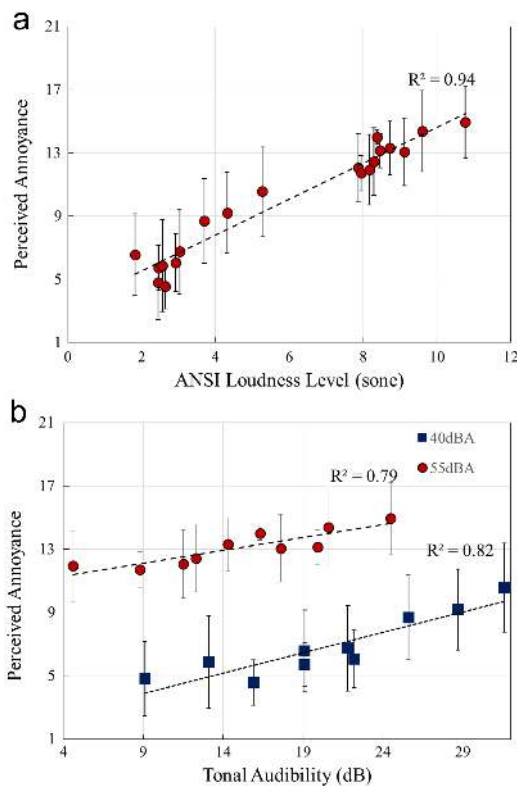 a
21
17
13
9
5
1
R² = 0.94
Perceived Annoyance
0
2
4
6
8
10
12
ANSI Loudness Level (sone)
b
21
17
13
9
5
1
40dBA
55dBA
R² = 0.79
R² = 0.82
Perceived Annoyance
4
9
14
19
24
29
Tonal Audibility (dB)